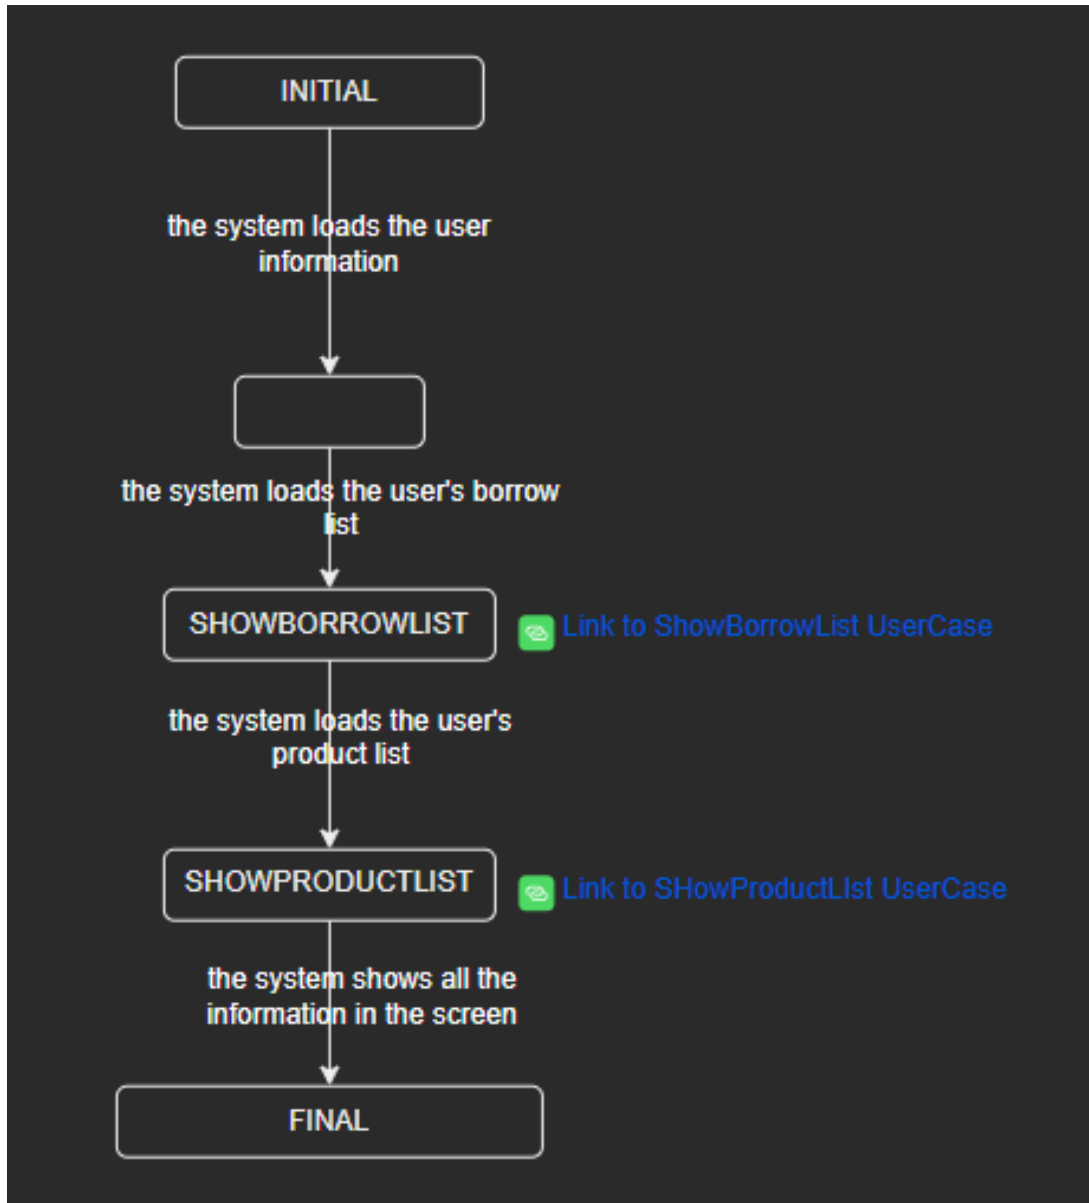 INITIAL
the system loads the user
information
the system loads the user's borrow
list
SHOWBORROWLIST
Link to ShowBorrowList UserCase
the system loads the user's
product list
SHOWPRODUCTLIST
Link to SHowProductLIst UserCase
the system shows all the
information in the screen
FINAL